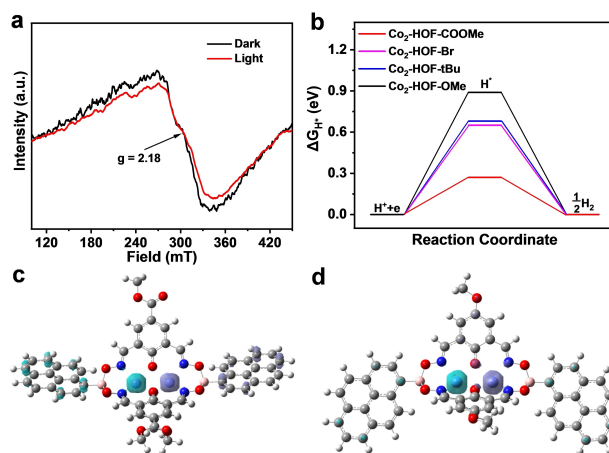 a
Dark
Light
g = 2.18
Intensity (a.u.)
120 180 240 300 360 420
Field (mT)
b
Co₂-HOF-COOMe
Co₂-HOF-Br
Co₂-HOF-tBu
Co₂-HOF-OMe
H*
1.2
0.9
0.6
0.3
0.0
ΔG_H* (eV)
H⁺+e
½H₂
Reaction Coordinate
c
d